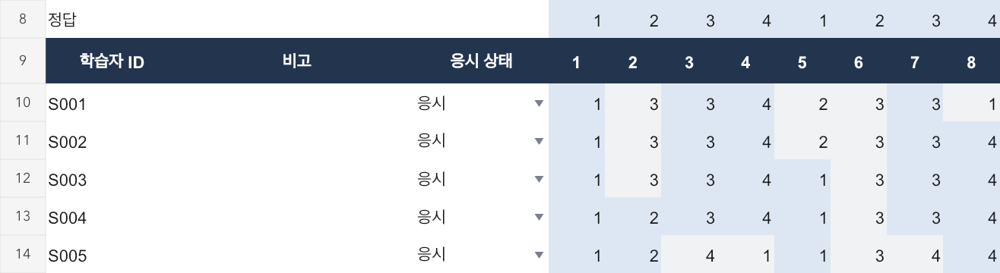 8 정답 1 2 3 4 1 2 3 4
9 학습자 ID 비고 응시 상태 1 2 3 4 5 6 7 8
10 S001 응시 1 3 3 4 2 3 3 1
11 S002 응시 1 3 3 4 2 3 3 4
12 S003 응시 1 3 3 4 1 3 3 4
13 S004 응시 1 2 3 4 1 3 3 4
14 S005 응시 1 2 4 1 1 3 4 4